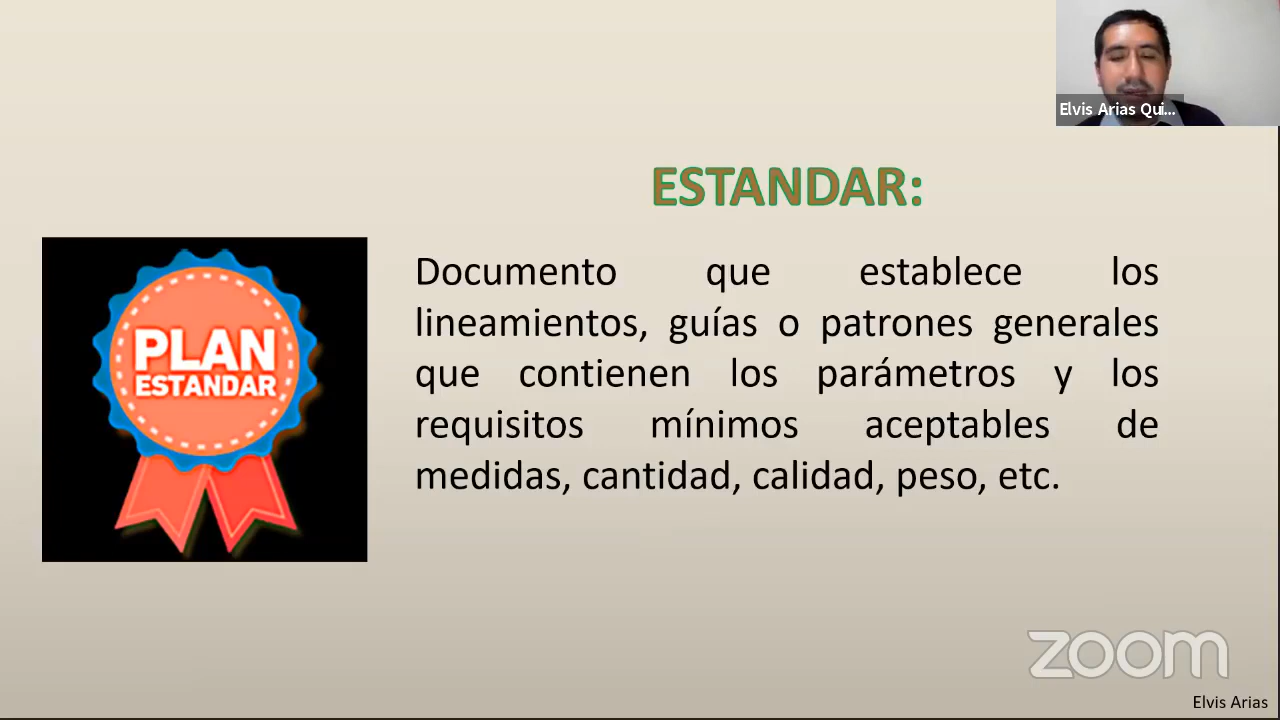 Elvis Arias Qui...
ESTANDAR:
PLAN
ESTANDAR
Documento que establece los
lineamientos, guías o patrones generales
que contienen los parámetros y los
requisitos mínimos aceptables de
medidas, cantidad, calidad, peso, etc.
zoom
Elvis Arias